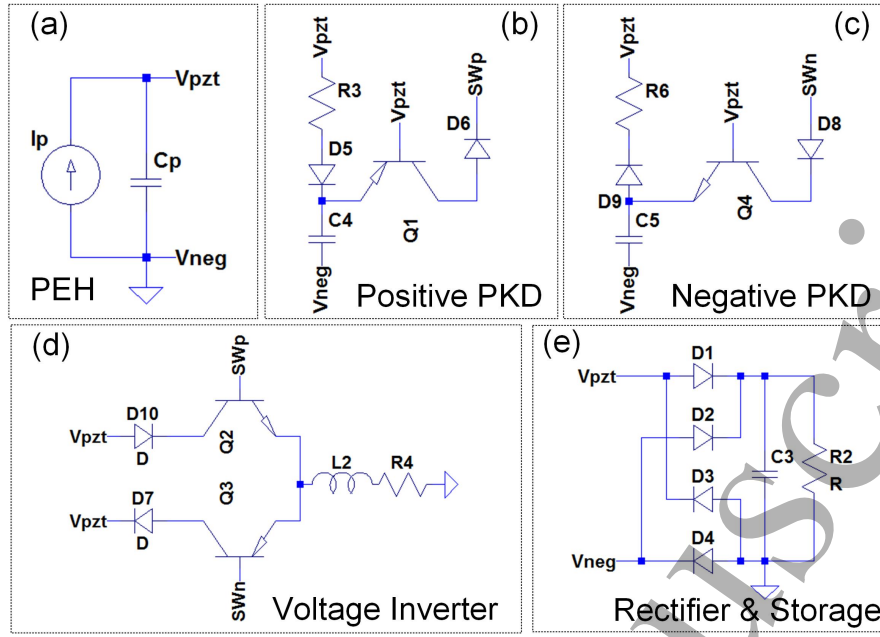 (a)
Vpzt
Ip
Cp
Vneg
PEH
(b)
Vpzt
R3
Vpzt
SWp
D6
D5
C4
Q1
Vneg
Positive PKD
(c)
Vpzt
R6
Vpzt
SWn
D8
D9
C5
Q4
Vneg
Negative PKD
(d)
SWp
D10
Vpzt
D
Q2
L2
R4
D7
Q3
Vpzt
D
SWn
Voltage Inverter
(e)
D1
Vpzt
D2
C3
R2
R
D3
D4
Vneg
Rectifier & Storage